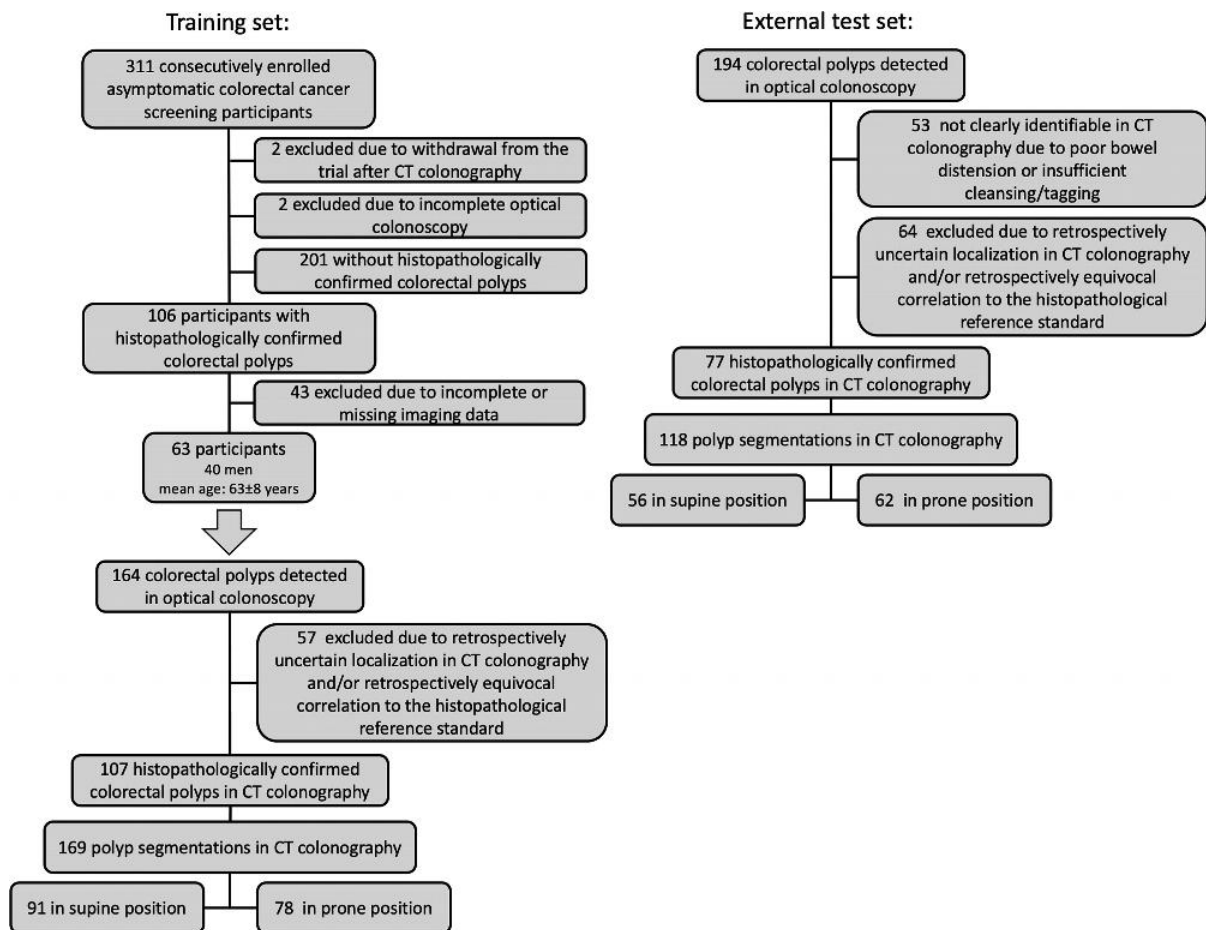 Training set:
311 consecutively enrolled
asymptomatic colorectal cancer
screening participants
2 excluded due to withdrawal from the
trial after CT colonography
2 excluded due to incomplete optical
colonoscopy
201 without histopathologically
confirmed colorectal polyps
106 participants with
histopathologically confirmed
colorectal polyps
43 excluded due to incomplete or
missing imaging data
63 participants
40 men
mean age: 63±8 years
164 colorectal polyps detected
in optical colonoscopy
57 excluded due to retrospectively
uncertain localization in CT colonography
and/or retrospectively equivocal
correlation to the histopathological
reference standard
107 histopathologically confirmed
colorectal polyps in CT colonography
169 polyp segmentations in CT colonography
91 in supine position
78 in prone position
External test set:
194 colorectal polyps detected
in optical colonoscopy
53 not clearly identifiable in CT
colonography due to poor bowel
distension or insufficient
cleansing/tagging
64 excluded due to retrospectively
uncertain localization in CT colonography
and/or retrospectively equivocal
correlation to the histopathological
reference standard
77 histopathologically confirmed
colorectal polyps in CT colonography
118 polyp segmentations in CT colonography
56 in supine position
62 in prone position